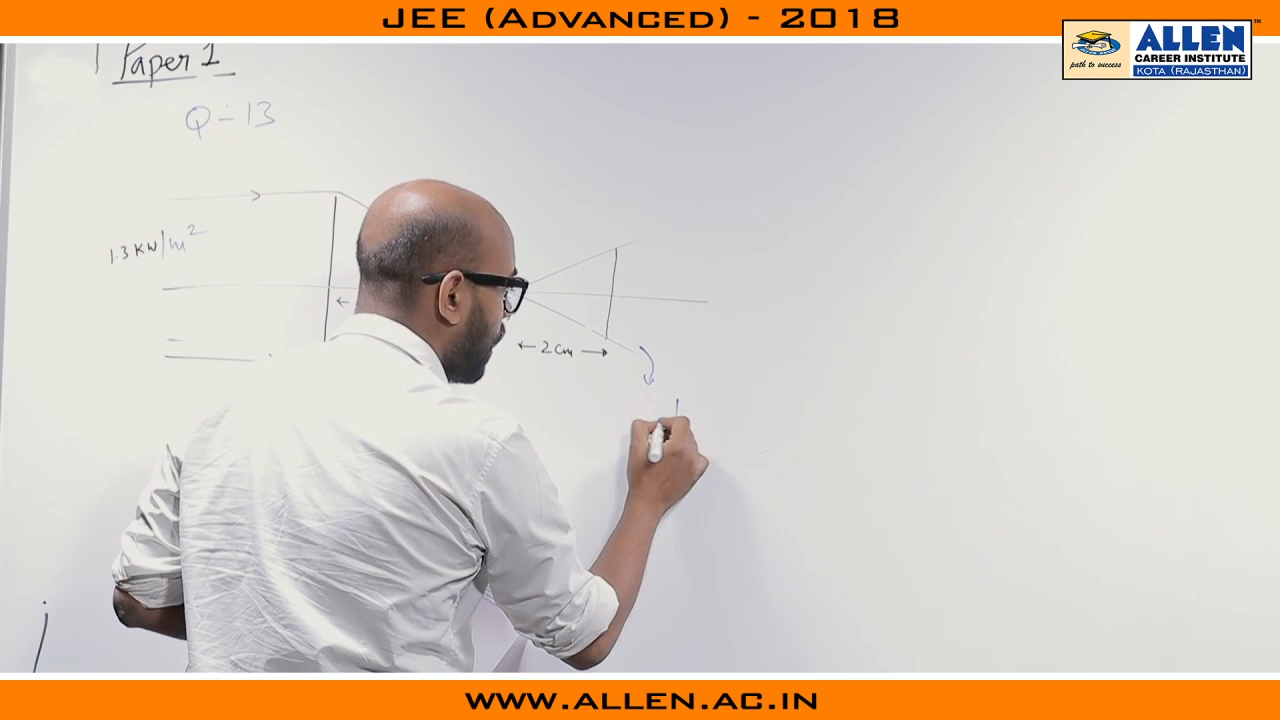 JEE (ADVANCED) - 2018
ALLEN
TM
path to success
CAREER INSTITUTE
KOTA (RAJASTHAN)
Paper 1
Q - 13
1.3 KW/m²
2 cm
WWW.ALLEN.AC.IN